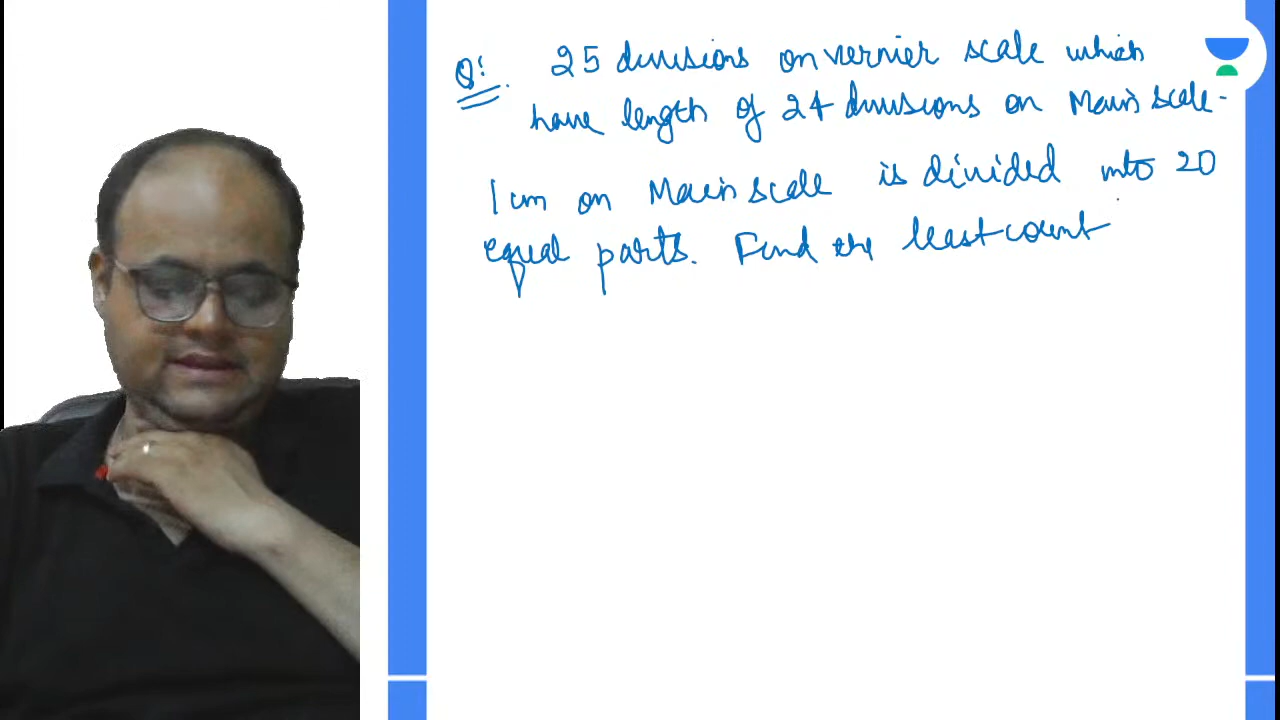 Q: 25 divisions on vernier scale which
have length of 24 divisions on Main scale.
1 cm on Main scale is divided into 20
equal parts. Find the least count